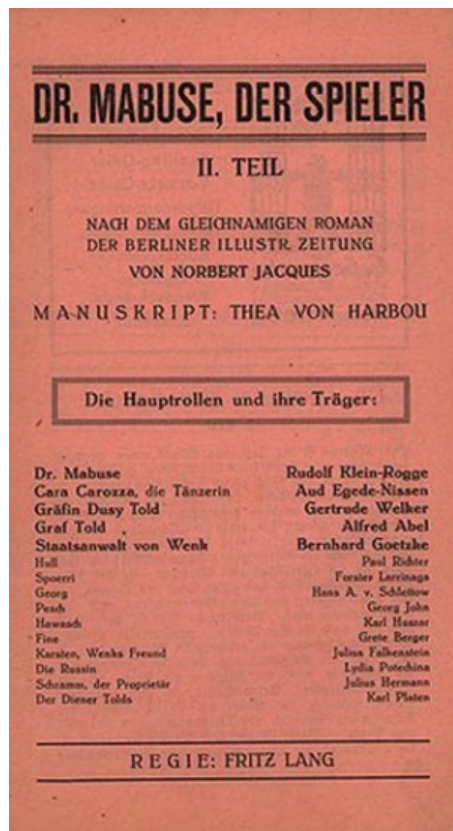 DR. MABUSE, DER SPIELER
II. TEIL
NACH DEM GLEICHNAMIGEN ROMAN
DER BERLINER ILLUSTR. ZEITUNG
VON NORBERT JACQUES
MANUSKRIPT: THEA VON HARBOU
Die Hauptrollen und ihre Träger:
Dr. Mabuse Rudolf Klein-Rogge
Cara Carozza, die Tänzerin Aud Egede-Nissen
Gräfin Dusy Told Gertrude Welker
Graf Told Alfred Abel
Staatsanwalt von Wenk Bernhard Goetzke
Hull Paul Richter
Spoerri Forster Larrinaga
Georg Hans A. v. Schlettow
Pesch Georg John
Hawasch Karl Huszar
Fine Grete Berger
Karsten, Wenks Freund Julius Falkenstein
Die Russin Lydia Potechina
Schramm, der Proprietär Julius Hermann
Der Diener Tolds Karl Platen
REGIE: FRITZ LANG